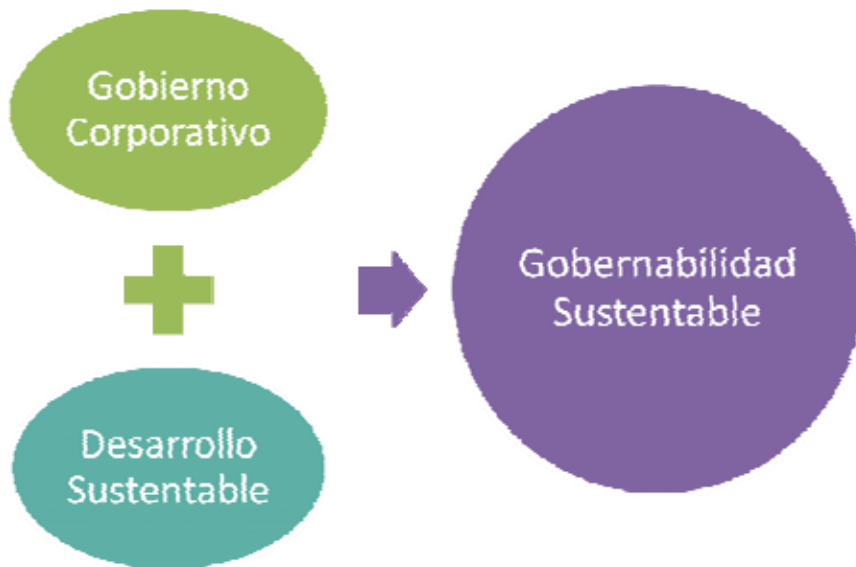 Gobierno
Corporativo
Desarrollo
Sustentable
Gobernabilidad
Sustentable